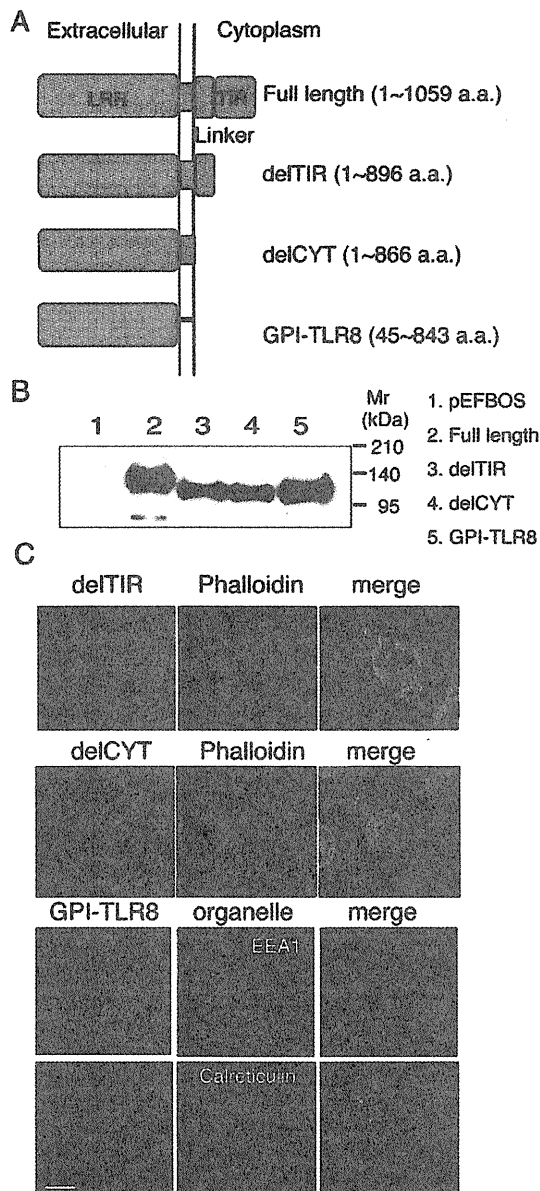 A
Extracellular Cytoplasm
LRR TIR Full length (1~1059 a.a.)
Linker
delTIR (1~896 a.a.)
delCYT (1~866 a.a.)
GPI-TLR8 (45~843 a.a.)
B
1 2 3 4 5
Mr
(kDa)
210
140
95
1. pEFBOS
2. Full length
3. delTIR
4. delCYT
5. GPI-TLR8
C
delTIR Phalloidin merge
delCYT Phalloidin merge
GPI-TLR8 organelle merge
EEA1
Calreticulin